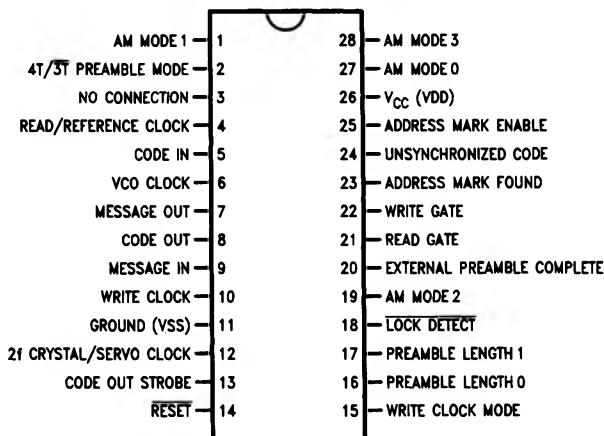 AM MODE 1 1 28 AM MODE 3
4T/3̅T̅ PREAMBLE MODE 2 27 AM MODE 0
NO CONNECTION 3 26 VCC (VDD)
READ/REFERENCE CLOCK 4 25 ADDRESS MARK ENABLE
CODE IN 5 24 UNSYNCHRONIZED CODE
VCO CLOCK 6 23 ADDRESS MARK FOUND
MESSAGE OUT 7 22 WRITE GATE
CODE OUT 8 21 READ GATE
MESSAGE IN 9 20 EXTERNAL PREAMBLE COMPLETE
WRITE CLOCK 10 19 AM MODE 2
GROUND (VSS) 11 18 LOCK DETECT
2f CRYSTAL/SERVO CLOCK 12 17 PREAMBLE LENGTH 1
CODE OUT STROBE 13 16 PREAMBLE LENGTH 0
RESET 14 15 WRITE CLOCK MODE